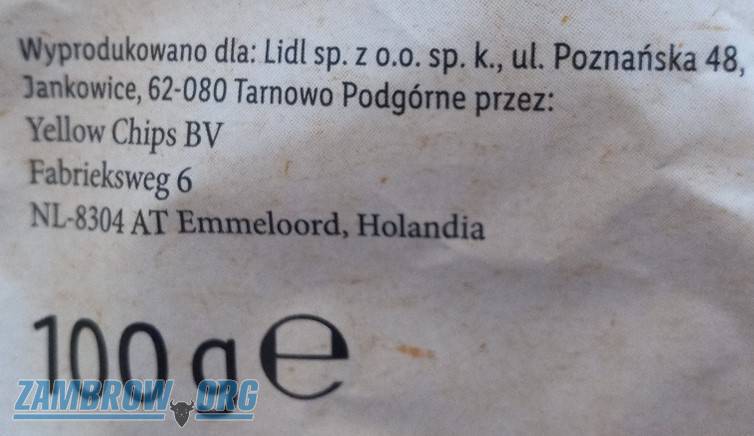 Wyprodukowano dla: Lidl sp. z o.o. sp. k., ul. Poznańska 48,
Jankowice, 62-080 Tarnowo Podgórne przez:
Yellow Chips BV
Fabrieksweg 6
NL-8304 AT Emmeloord, Holandia
100 g e
ZAMBROW.ORG